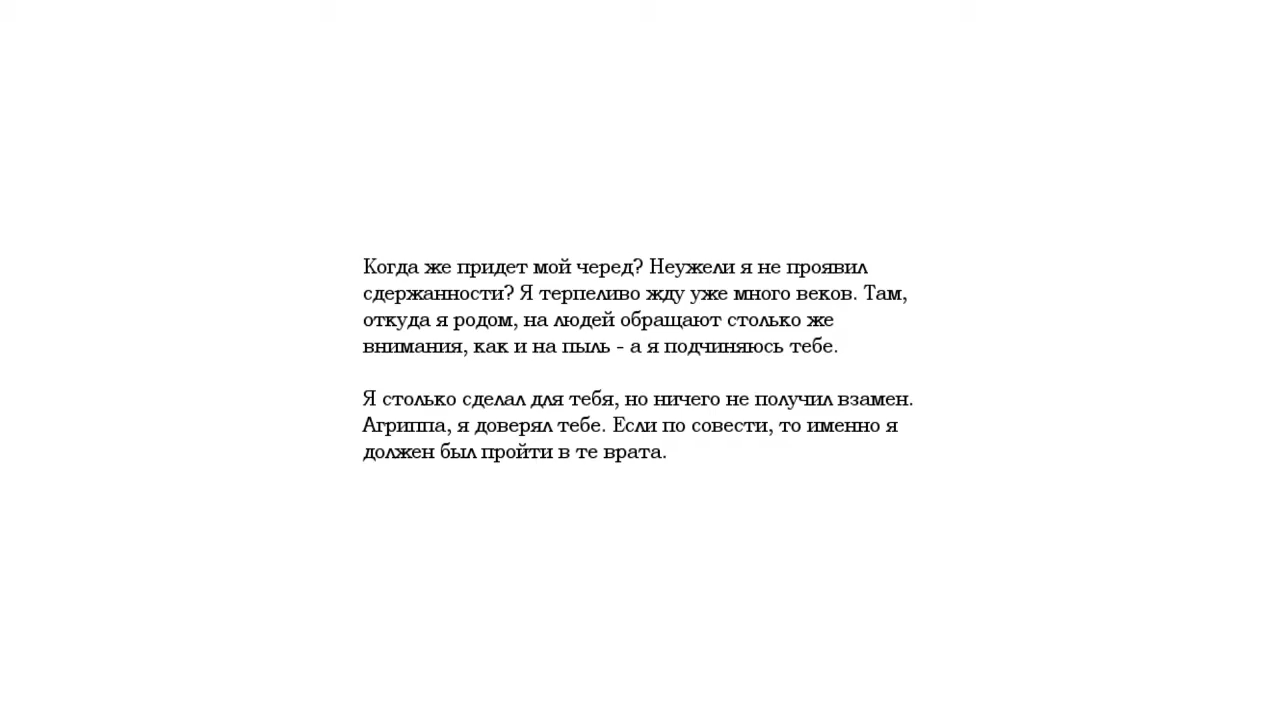 Когда же придет мой черед? Неужели я не проявил
сдержанности? Я терпеливо жду уже много веков. Там,
откуда я родом, на людей обращают столько же
внимания, как и на пыль - а я подчиняюсь тебе.
Я столько сделал для тебя, но ничего не получил взамен.
Агриппа, я доверял тебе. Если по совести, то именно я
должен был пройти в те врата.